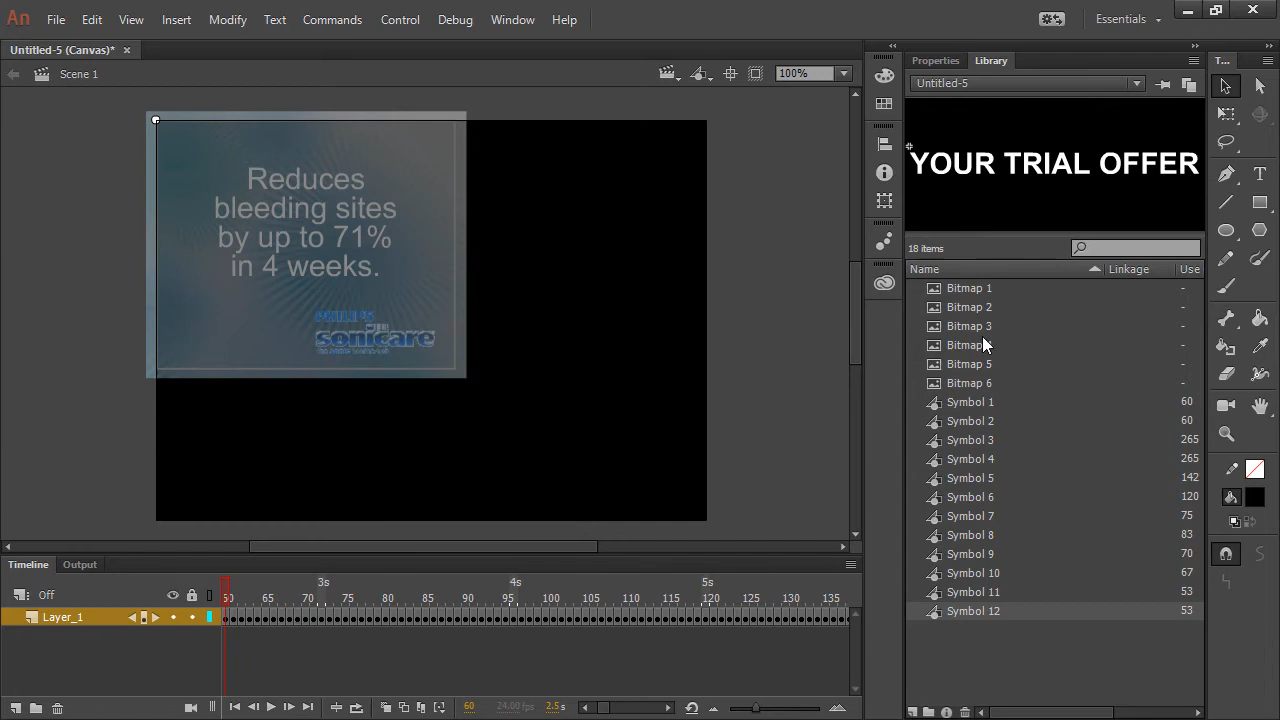 An File Edit View Insert Modify Text Commands Control Debug Window Help Essentials
Untitled-5 (Canvas)*
Scene 1
100%
Properties Library T...
Untitled-5
YOUR TRIAL OFFER
18 items
Name Linkage Use
Bitmap 1 -
Bitmap 2 -
Bitmap 3 -
Bitmap -
Bitmap 5 -
Bitmap 6 -
Symbol 1 60
Symbol 2 60
Symbol 3 265
Symbol 4 265
Symbol 5 142
Symbol 6 120
Symbol 7 75
Symbol 8 83
Symbol 9 70
Symbol 10 67
Symbol 11 53
Symbol 12 53
Reduces
bleeding sites
by up to 71%
in 4 weeks.
PHILIPS
sonicare
Timeline Output
3s 4s 5s
Off 60 65 70 75 80 85 90 95 100 105 110 115 120 125 130 135
Layer_1
60 24.00 fps 2.5 s